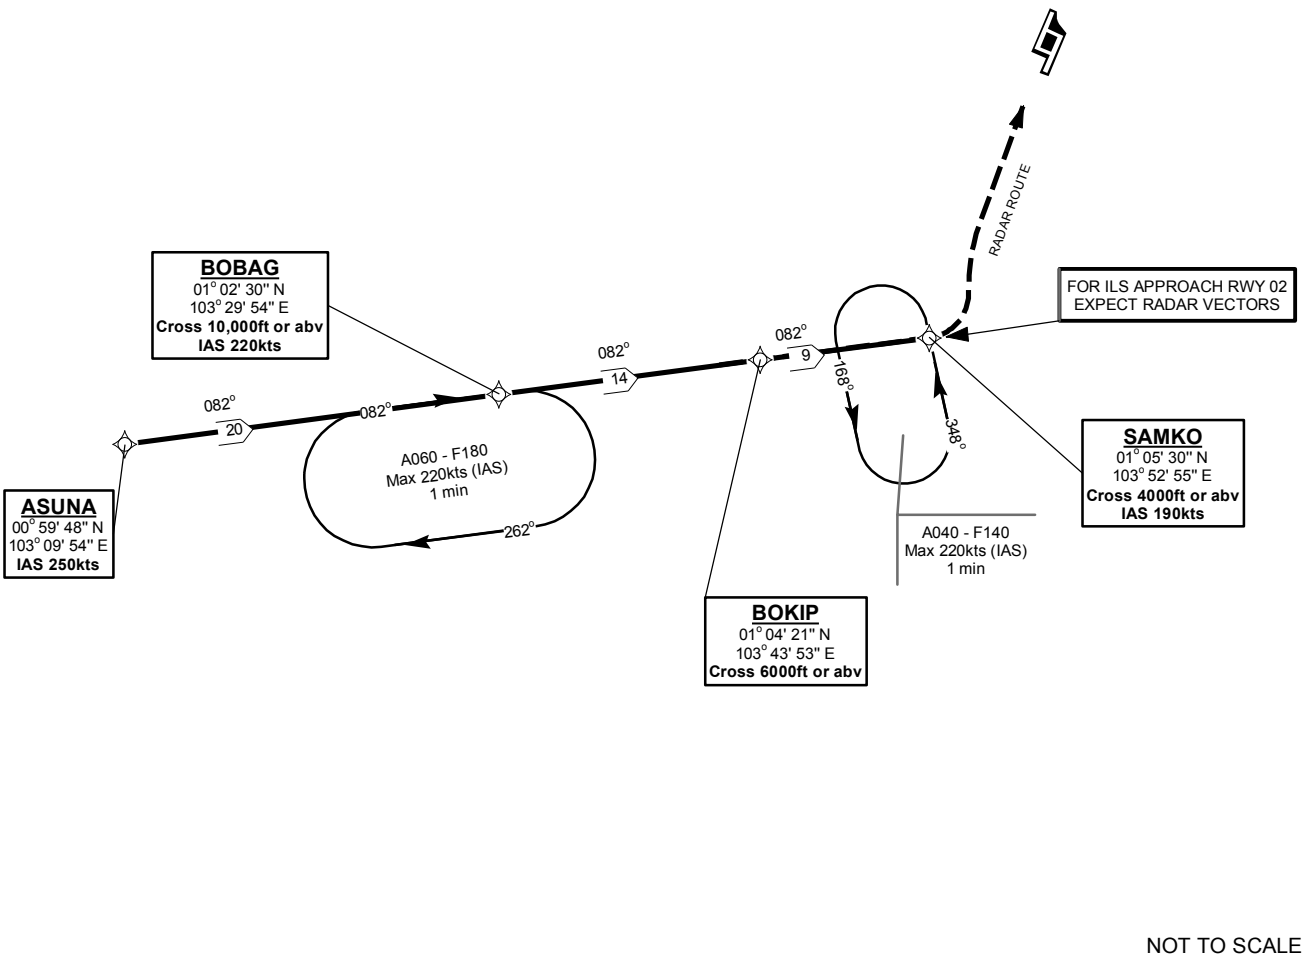 RADAR ROUTE
BOBAG
01° 02' 30" N
103° 29' 54" E
Cross 10,000ft or abv
IAS 220kts
FOR ILS APPROACH RWY 02
EXPECT RADAR VECTORS
082°
9
082°
14
168°
082°
20
082°
348°
A060 - F180
Max 220kts (IAS)
1 min
262°
SAMKO
01° 05' 30" N
103° 52' 55" E
Cross 4000ft or abv
IAS 190kts
ASUNA
00° 59' 48" N
103° 09' 54" E
IAS 250kts
A040 - F140
Max 220kts (IAS)
1 min
BOKIP
01° 04' 21" N
103° 43' 53" E
Cross 6000ft or abv
NOT TO SCALE